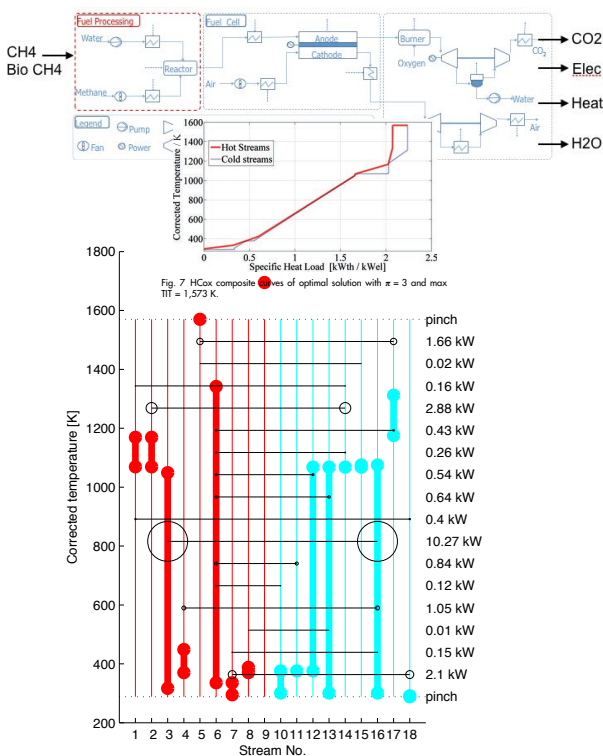 Fuel Processing
Fuel Cell
CH4
Bio CH4
Water
Methane
Reactor
Air
Anode
Cathode
Burner
Oxygen
CO2
Water
Air
CO2
Elec
Heat
H2O
Legend
Pump
Fan
Power
Corrected Temperature / K
1600
1400
1200
1000
800
600
400
Hot Streams
Cold streams
0 0.5 1 1.5 2 2.5
Specific Heat Load [kWth / kWel]
Fig. 7 HCox composite curves of optimal solution with π = 3 and max
TIT = 1,573 K.
Corrected temperature [K]
1800
1600
1400
1200
1000
800
600
400
200
pinch
1.66 kW
0.02 kW
0.16 kW
2.88 kW
0.43 kW
0.26 kW
0.54 kW
0.64 kW
0.4 kW
10.27 kW
0.84 kW
0.12 kW
1.05 kW
0.01 kW
0.15 kW
2.1 kW
pinch
1 2 3 4 5 6 7 8 9 10 11 12 13 14 15 16 17 18
Stream No.